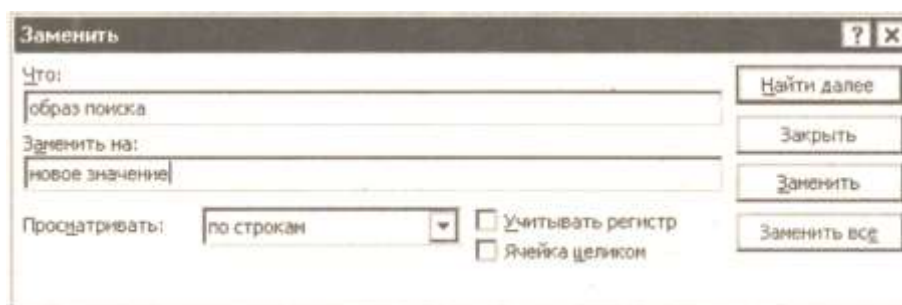 Заменить
Что:
образ поиска
Заменить на:
новое значение
Просматривать: по строкам
Учитывать регистр
Ячейка целиком
Найти далее
Закрыть
Заменить
Заменить все